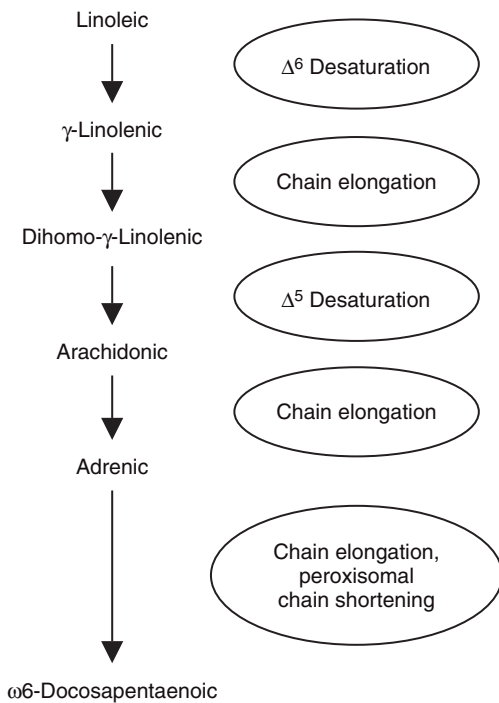 Linoleic
Δ6 Desaturation
γ-Linolenic
Chain elongation
Dihomo-γ-Linolenic
Δ5 Desaturation
Arachidonic
Chain elongation
Adrenic
Chain elongation,
peroxisomal
chain shortening
ω6-Docosapentaenoic